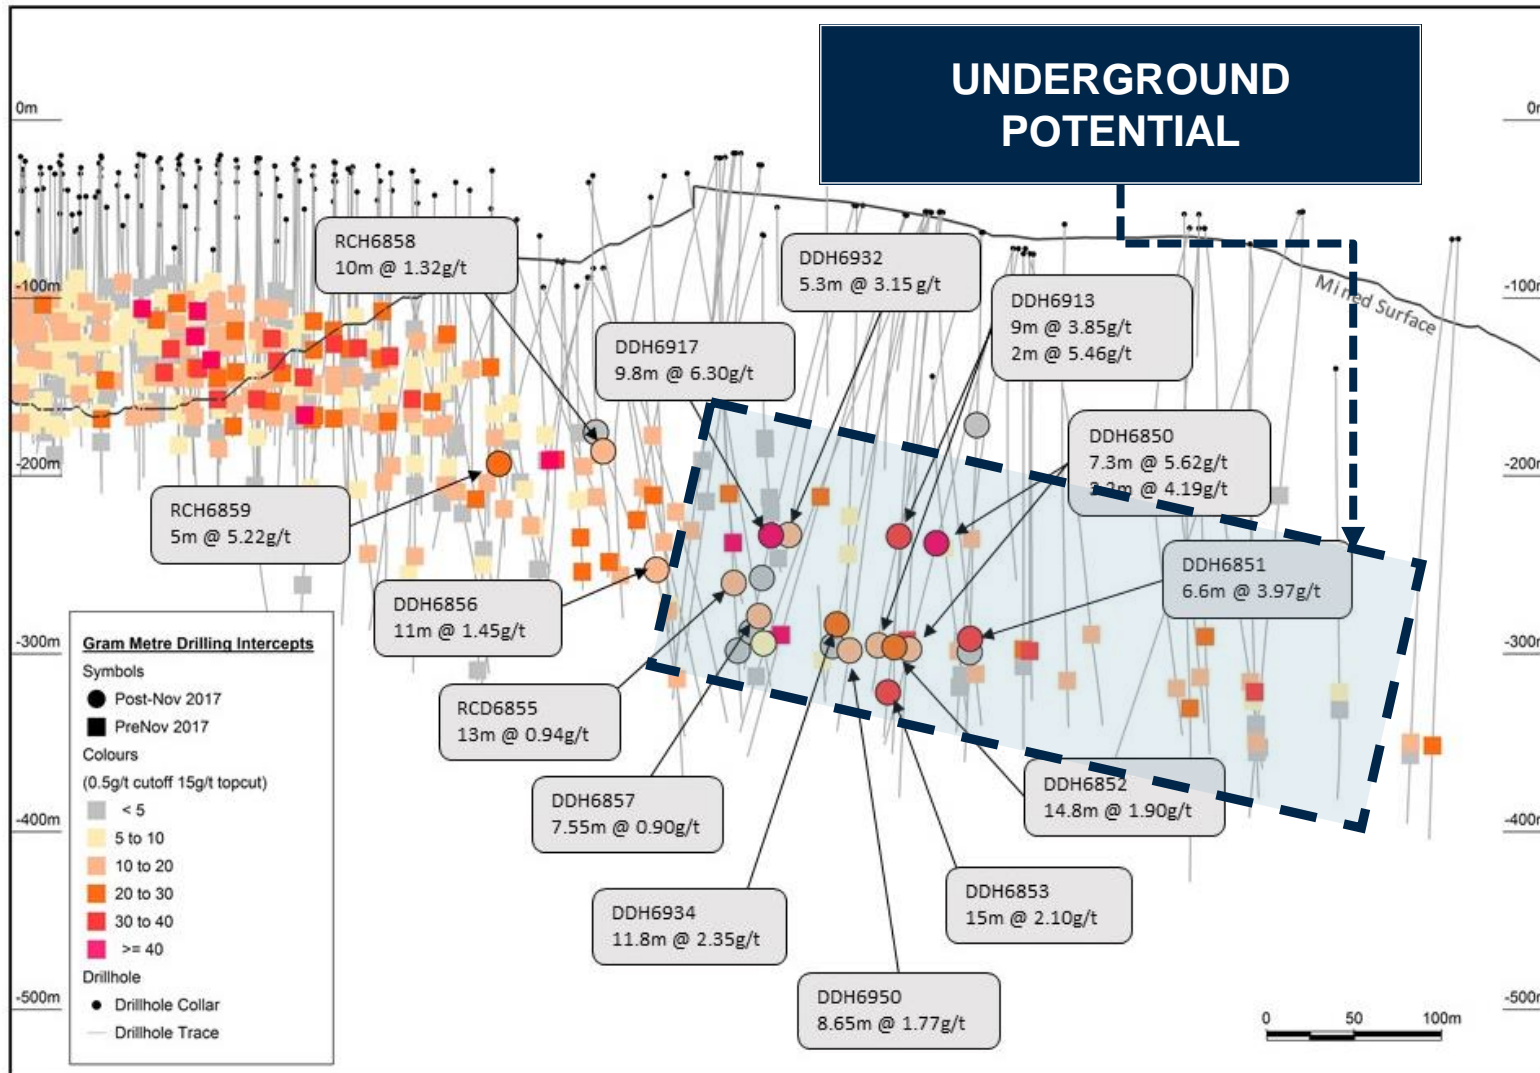 UNDERGROUND
POTENTIAL
0m
-100m
-200m
-300m
-400m
-500m
0m
-100m
-200m
-300m
-400m
-500m
Mined Surface
RCH6858
10m @ 1.32g/t
DDH6932
5.3m @ 3.15 g/t
DDH6913
9m @ 3.85g/t
2m @ 5.46g/t
DDH6917
9.8m @ 6.30g/t
DDH6850
7.3m @ 5.62g/t
@ 4.19g/t
RCH6859
5m @ 5.22g/t
DDH6851
6.6m @ 3.97g/t
DDH6856
11m @ 1.45g/t
RCD6855
13m @ 0.94g/t
DDH6857
7.55m @ 0.90g/t
DDH6852
14.8m @ 1.90g/t
DDH6934
11.8m @ 2.35g/t
DDH6853
15m @ 2.10g/t
DDH6950
8.65m @ 1.77g/t
Gram Metre Drilling Intercepts
Symbols
Post-Nov 2017
PreNov 2017
Colours
(0.5g/t cutoff 15g/t topcut)
< 5
5 to 10
10 to 20
20 to 30
30 to 40
>= 40
Drillhole
Drillhole Collar
Drillhole Trace
0 50 100m